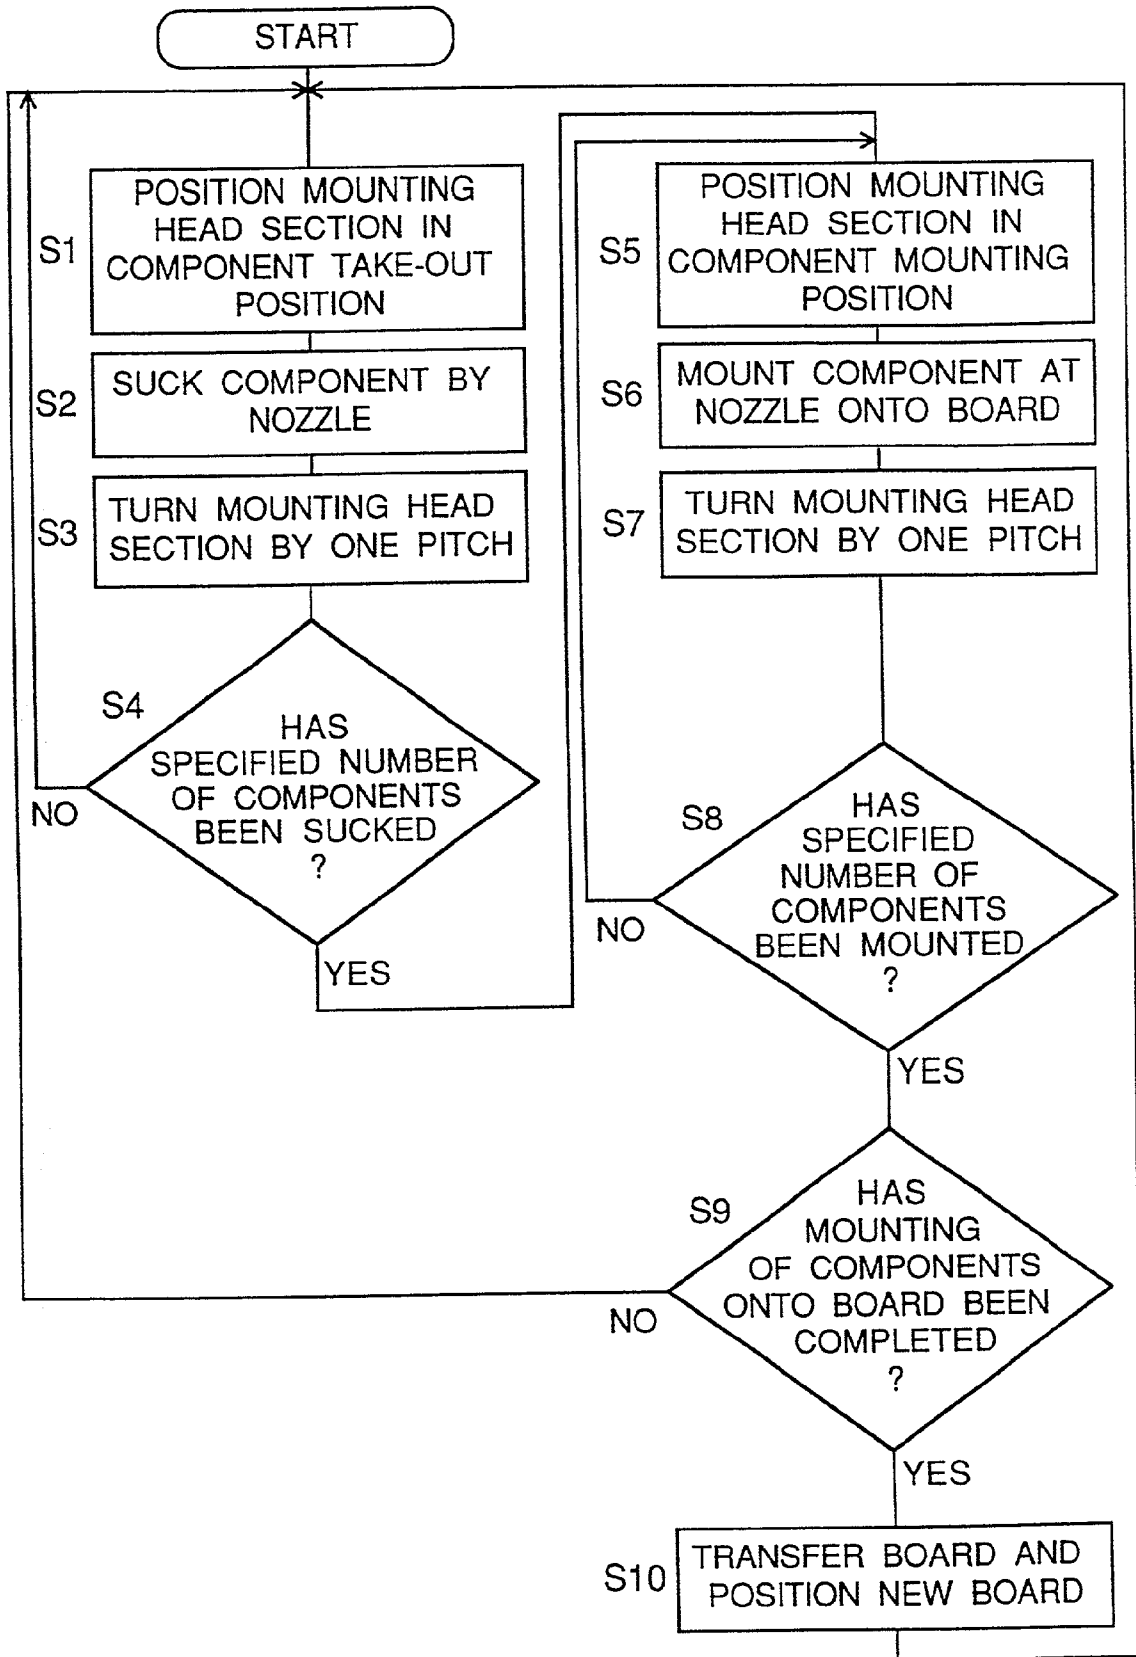 START
S1
POSITION MOUNTING
HEAD SECTION IN
COMPONENT TAKE-OUT
POSITION
S2
SUCK COMPONENT BY
NOZZLE
S3
TURN MOUNTING HEAD
SECTION BY ONE PITCH
S4
HAS
SPECIFIED NUMBER
OF COMPONENTS
BEEN SUCKED
?
NO
YES
S5
POSITION MOUNTING
HEAD SECTION IN
COMPONENT MOUNTING
POSITION
S6
MOUNT COMPONENT AT
NOZZLE ONTO BOARD
S7
TURN MOUNTING HEAD
SECTION BY ONE PITCH
S8
HAS
SPECIFIED
NUMBER OF
COMPONENTS
BEEN MOUNTED
?
NO
YES
S9
HAS
MOUNTING
OF COMPONENTS
ONTO BOARD BEEN
COMPLETED
?
NO
YES
S10
TRANSFER BOARD AND
POSITION NEW BOARD